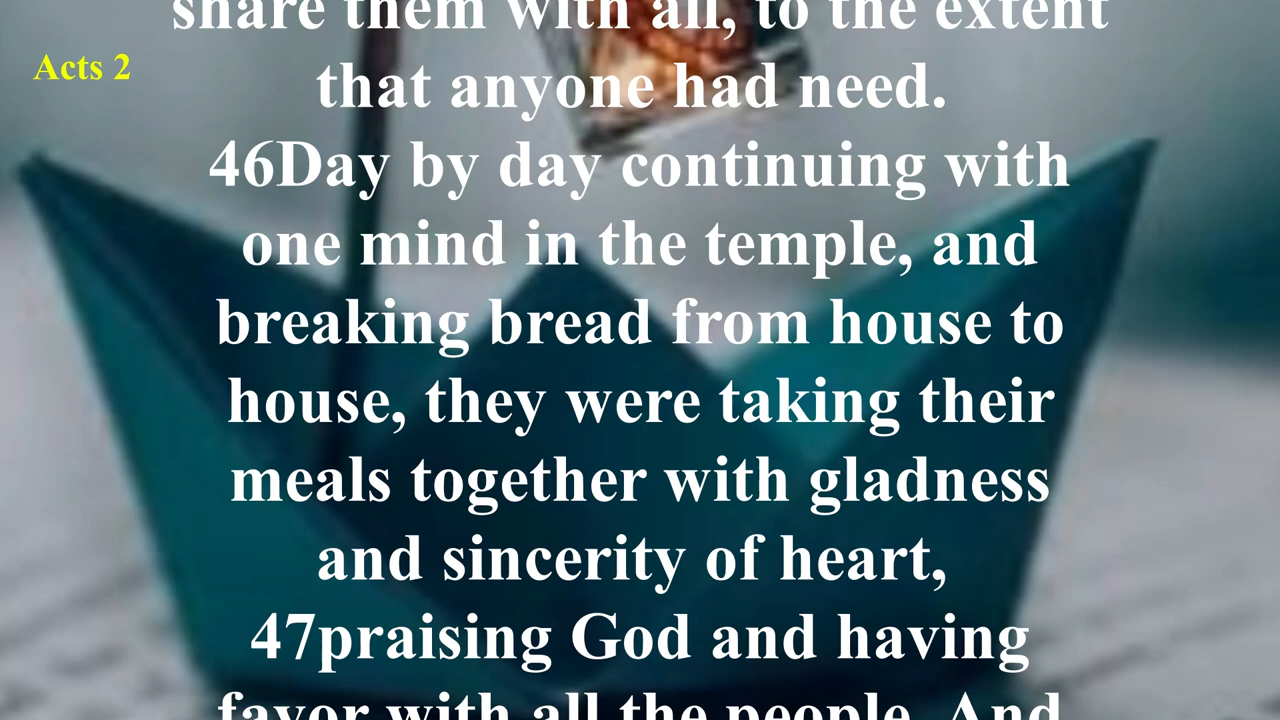 share them with all, to the extent
Acts 2
that anyone had need.
46Day by day continuing with
one mind in the temple, and
breaking bread from house to
house, they were taking their
meals together with gladness
and sincerity of heart,
47praising God and having
favor with all the people. And